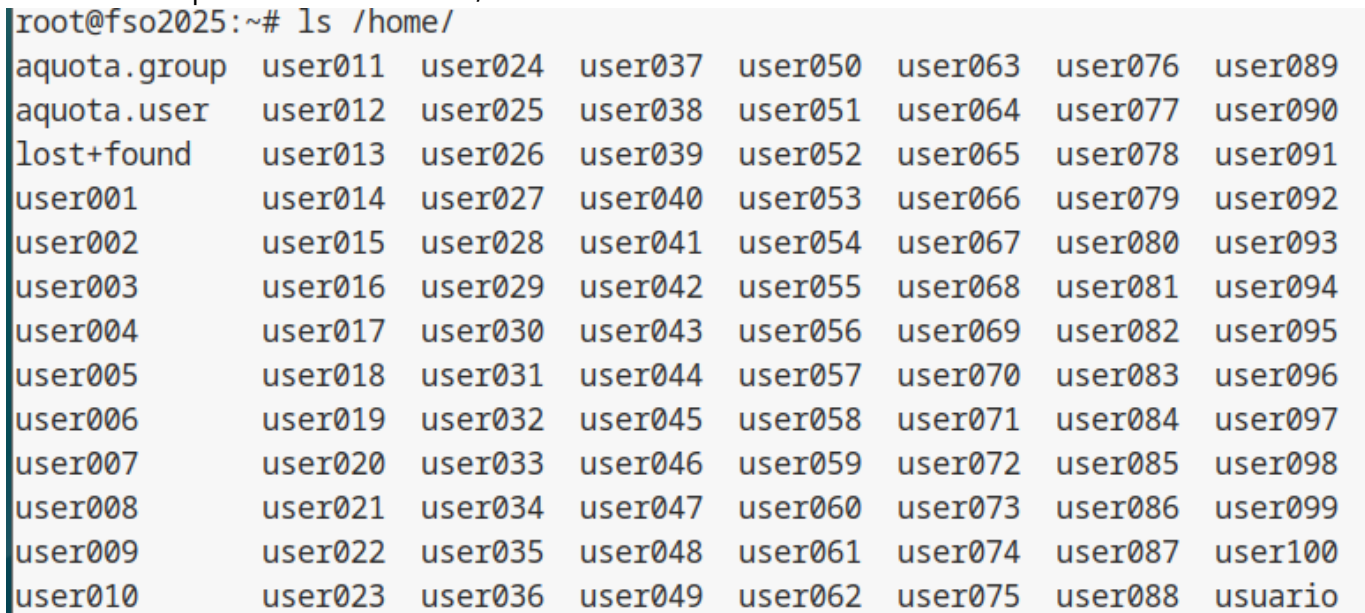 root@fso2025:~# ls /home/
aquota.group user011 user024 user037 user050 user063 user076 user089
aquota.user user012 user025 user038 user051 user064 user077 user090
lost+found user013 user026 user039 user052 user065 user078 user091
user001 user014 user027 user040 user053 user066 user079 user092
user002 user015 user028 user041 user054 user067 user080 user093
user003 user016 user029 user042 user055 user068 user081 user094
user004 user017 user030 user043 user056 user069 user082 user095
user005 user018 user031 user044 user057 user070 user083 user096
user006 user019 user032 user045 user058 user071 user084 user097
user007 user020 user033 user046 user059 user072 user085 user098
user008 user021 user034 user047 user060 user073 user086 user099
user009 user022 user035 user048 user061 user074 user087 user100
user010 user023 user036 user049 user062 user075 user088 usuario